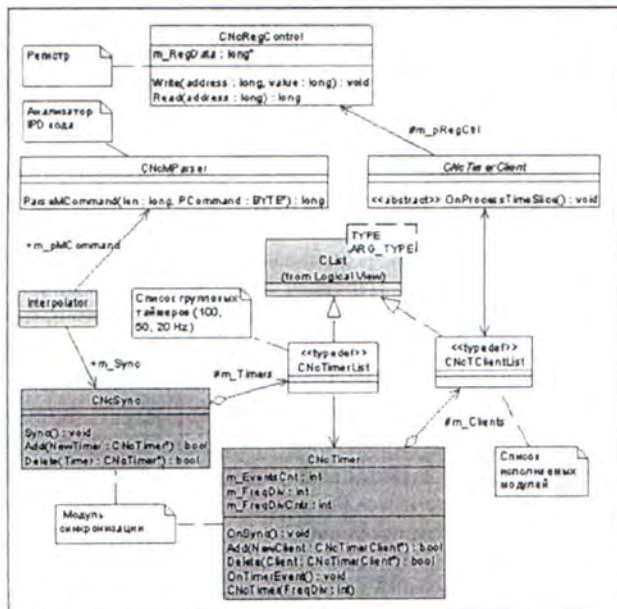 CNcRegControl
m_RegData : long*
Write(address : long, value : long) : void
Read(address : long) : long
Регистр
Анализатор
IPD кода
#m_pRegCtrl
CNcMParser
ParseMCommand(len : long, PCommand : BYTE*) : long
CNcTimerClient
<<abstract>> OnProcessTimeSlice() : void
+m_pMCommand
TYPE
ARG_TYPE
CList
(from Logical View)
Interpolator
Список групповых
таймеров (100,
50, 20 Hz)
<<typedef>>
CNcTimerList
<<typedef>>
CNcTClientList
+m_Sync
#m_Timers
CNcSync
Sync() : void
Add(NewTimer : CNcTimer*) : bool
Delete(Timer : CNcTimer*) : bool
#m_Clients
CNcTimer
m_EventsCnt : int
m_FreqDiv : int
m_FreqDivCntr : int
OnSync() : void
Add(NewClient : CNcTimerClient*) : bool
Delete(Client : CNcTimerClient*) : bool
OnTimerEvent() : void
CNcTimer(FreqDiv : int)
Список
исполняемых
модулей
Модуль
синхронизации